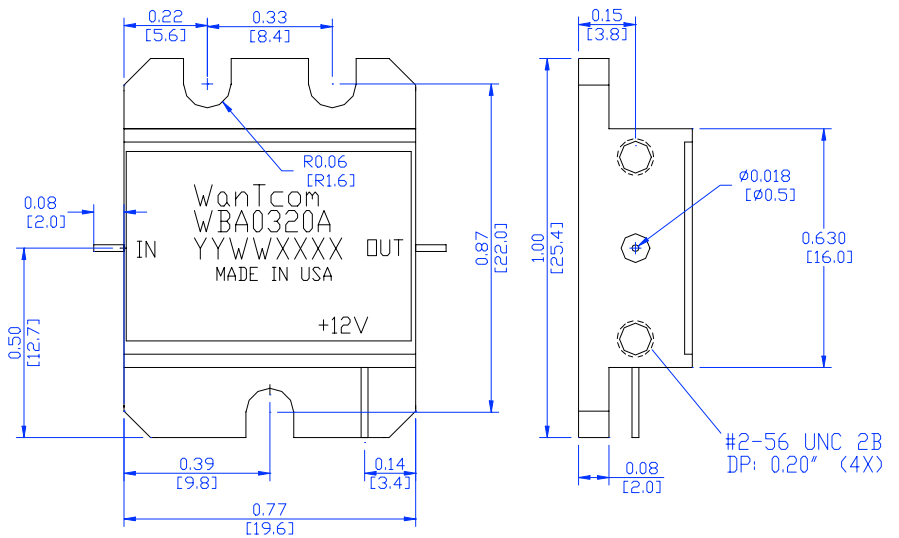 0.22
[5.6]
0.33
[8.4]
0.15
[3.8]
R0.06
[R1.6]
Ø0.018
[Ø0.5]
WanTcom
WBA0320A
YYWWXXXX
MADE IN USA
IN
OUT
+12V
0.08
[2.0]
0.50
[12.7]
0.87
[22.0]
1.00
[25.4]
0.630
[16.0]
#2-56 UNC 2B
DP: 0.20" (4X)
0.39
[9.8]
0.14
[3.4]
0.08
[2.0]
0.77
[19.6]